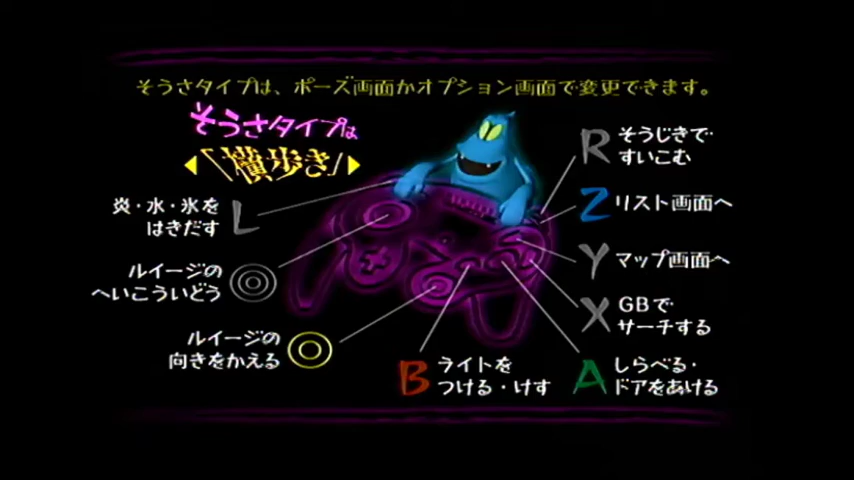 そうさタイプは、ポーズ画面かオプション画面で変更できます。
そうさタイプは
「横歩き」
R
そうじきで
すいこむ
炎・水・氷を
はきだす
L
Z
リスト画面へ
Y
マップ画面へ
ルイージの
へいこういどう
X
GBで
サーチする
ルイージの
向きをかえる
B
ライトを
つける・けす
A
しらべる・
ドアをあける